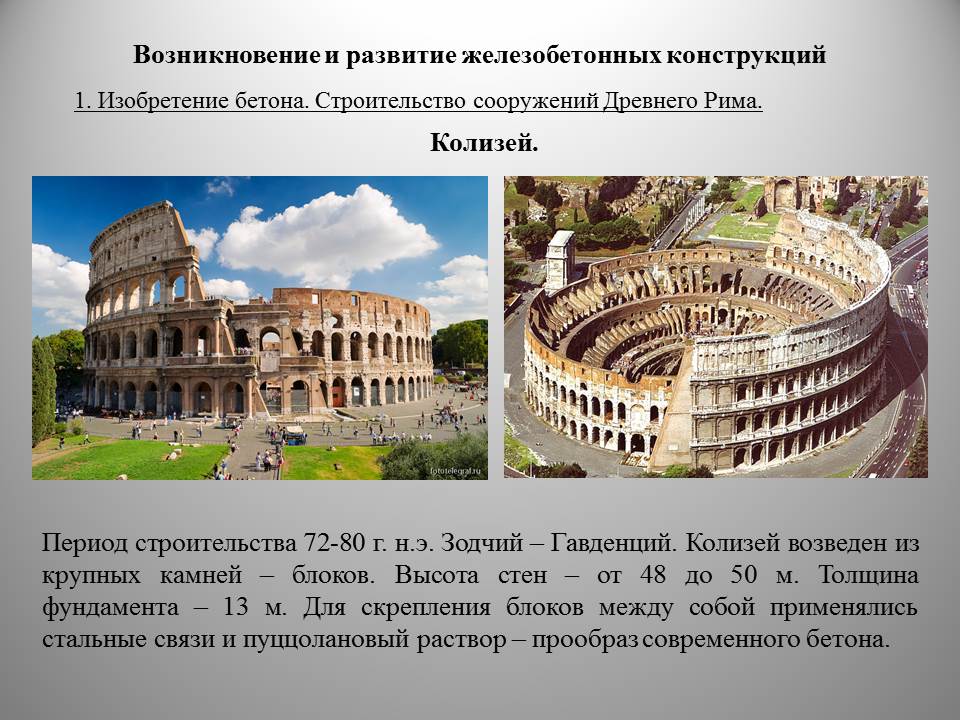 Возникновение и развитие железобетонных конструкций
1. Изобретение бетона. Строительство сооружений Древнего Рима.
Колизей.
fototelegraf.ru
Период строительства 72-80 г. н.э. Зодчий – Гавденций. Колизей возведен из
крупных камней – блоков. Высота стен – от 48 до 50 м. Толщина
фундамента – 13 м. Для скрепления блоков между собой применялись
стальные связи и пуццолановый раствор – прообраз современного бетона.